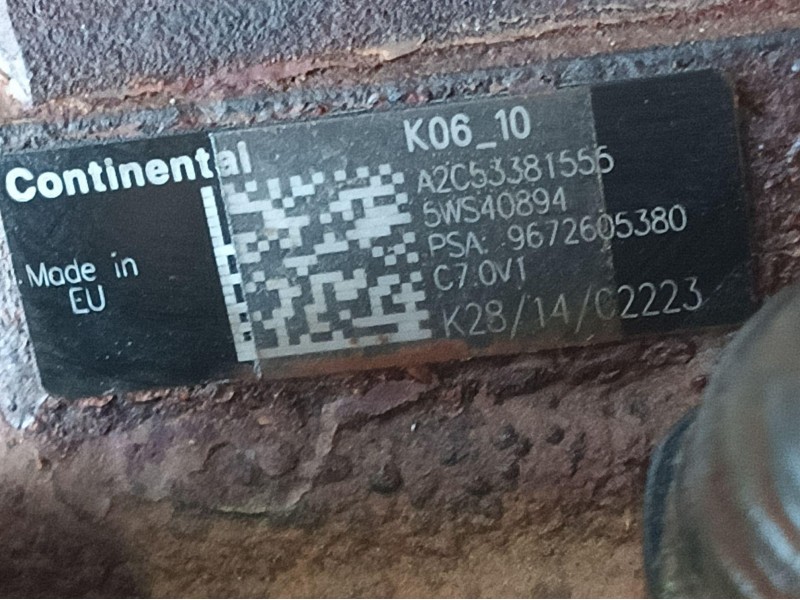 Continental
Made in
EU
K06_10
A2C53381555
5WS40894
PSA: 9672605380
C7.0V1
K28/14/02223